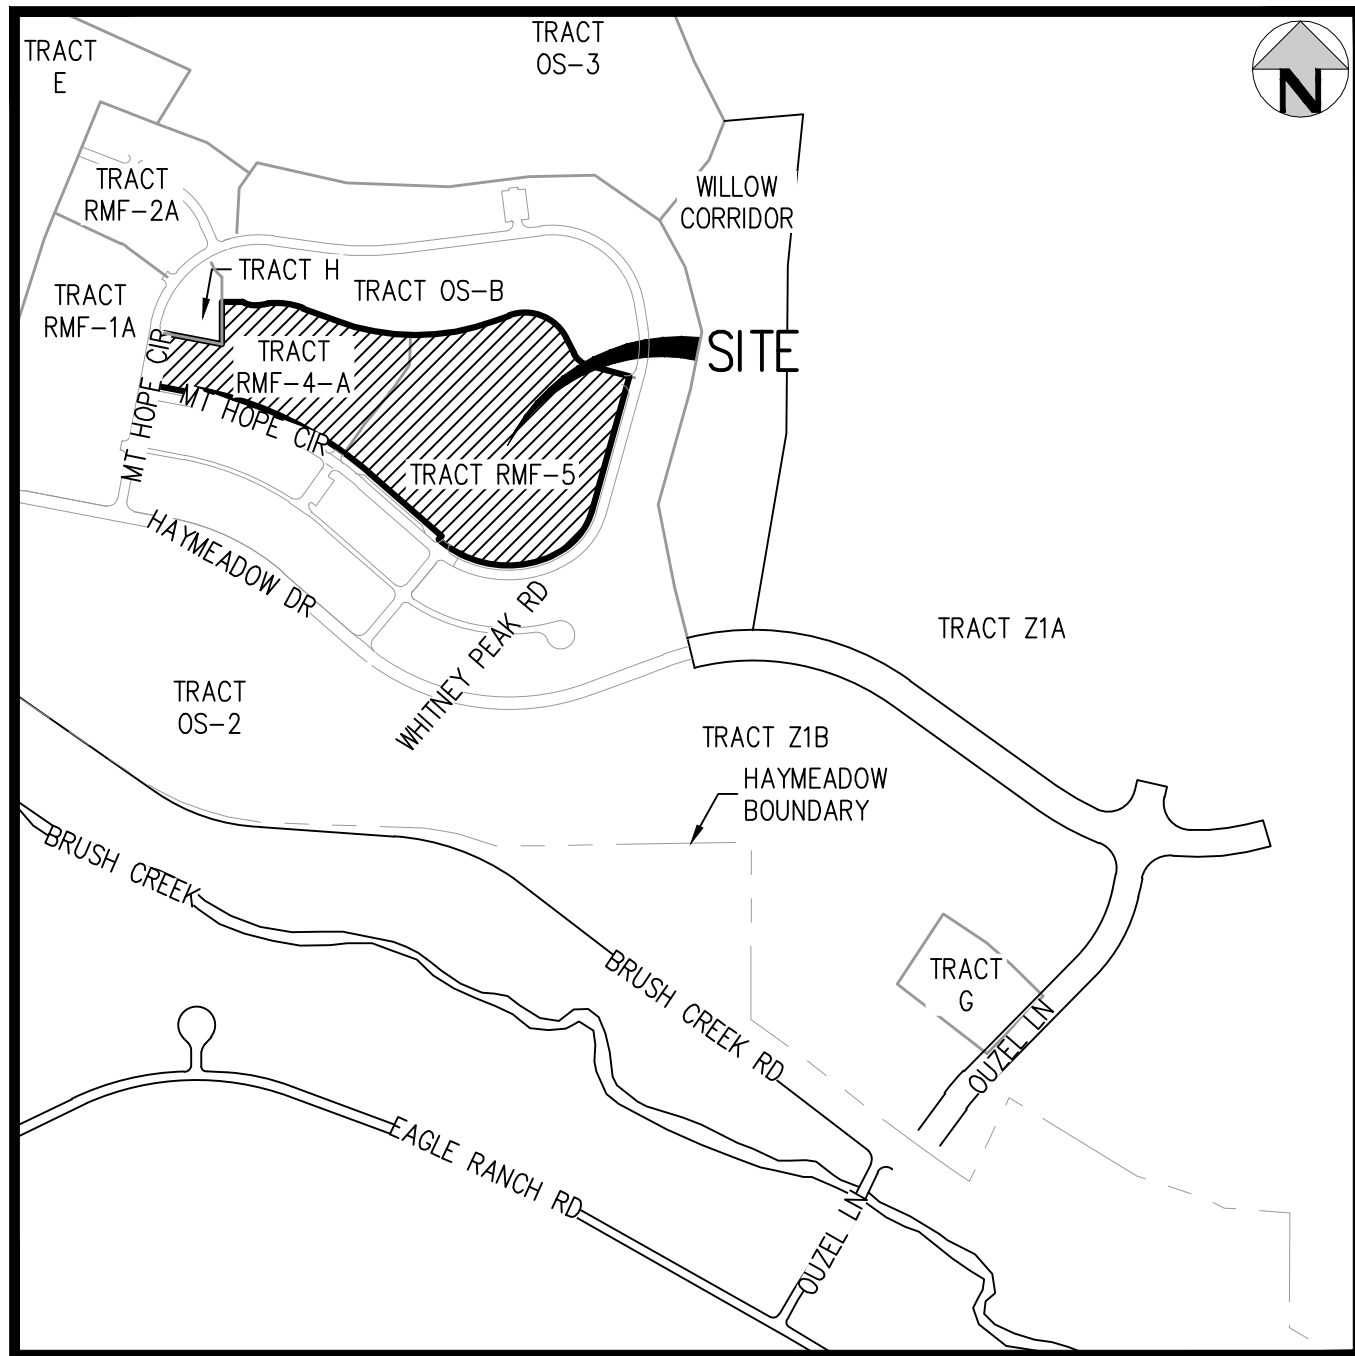 TRACT
E
TRACT
OS-3
N
TRACT
RMF-2A
WILLOW
CORRIDOR
TRACT H
TRACT OS-B
TRACT
RMF-1A
SITE
TRACT
RMF-4-A
MT HOPE CIR
MT HOPE CIR
TRACT RMF-5
HAYMEADOW DR
WHITNEY PEAK RD
TRACT Z1A
TRACT
OS-2
TRACT Z1B
HAYMEADOW
BOUNDARY
BRUSH CREEK
BRUSH CREEK RD
TRACT
G
OUZEL LN
EAGLE RANCH RD
OUZEL LN